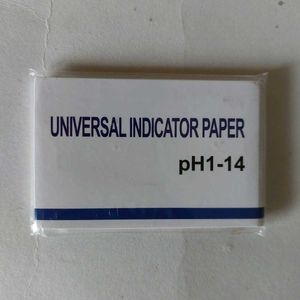 UNIVERSAL INDICATOR PAPER
pH1-14